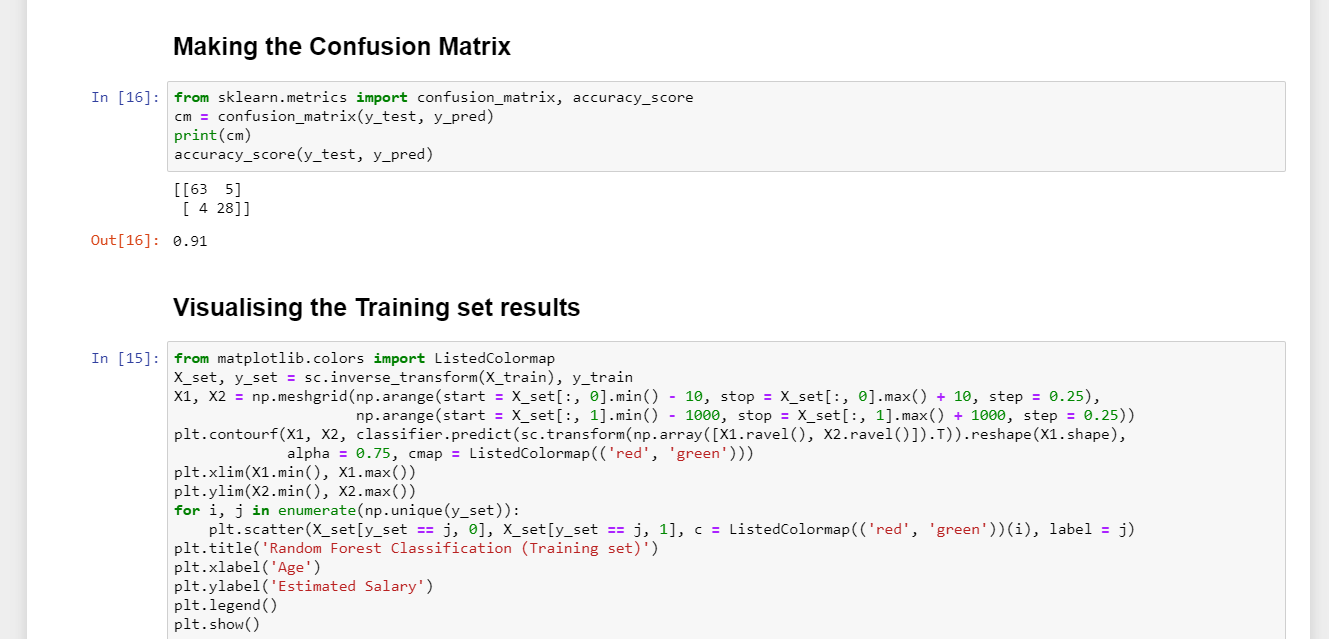 Making the Confusion Matrix
In [16]: from sklearn.metrics import confusion_matrix, accuracy_score
cm = confusion_matrix(y_test, y_pred)
print(cm)
accuracy_score(y_test, y_pred)
[[63  5]
 [ 4 28]]
Out[16]: 0.91
Visualising the Training set results
In [15]: from matplotlib.colors import ListedColormap
X_set, y_set = sc.inverse_transform(X_train), y_train
X1, X2 = np.meshgrid(np.arange(start = X_set[:, 0].min() - 10, stop = X_set[:, 0].max() + 10, step = 0.25),
                     np.arange(start = X_set[:, 1].min() - 1000, stop = X_set[:, 1].max() + 1000, step = 0.25))
plt.contourf(X1, X2, classifier.predict(sc.transform(np.array([X1.ravel(), X2.ravel()]).T)).reshape(X1.shape),
             alpha = 0.75, cmap = ListedColormap(('red', 'green')))
plt.xlim(X1.min(), X1.max())
plt.ylim(X2.min(), X2.max())
for i, j in enumerate(np.unique(y_set)):
    plt.scatter(X_set[y_set == j, 0], X_set[y_set == j, 1], c = ListedColormap(('red', 'green'))(i), label = j)
plt.title('Random Forest Classification (Training set)')
plt.xlabel('Age')
plt.ylabel('Estimated Salary')
plt.legend()
plt.show()